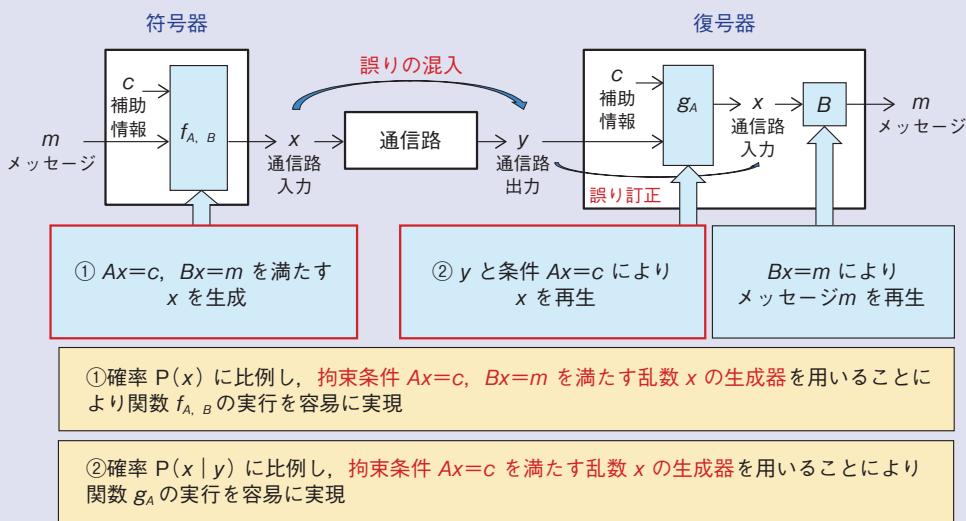 符号器
復号器
誤りの混入
c
補助
情報
f_{A, B}
m
メッセージ
x
通信路
入力
通信路
y
通信路
出力
c
補助
情報
g_A
x
通信路
入力
B
m
メッセージ
誤り訂正
① Ax=c, Bx=m を満たす
x を生成
② y と条件 Ax=c により
x を再生
Bx=m により
メッセージm を再生
①確率 P(x) に比例し,拘束条件 Ax=c, Bx=m を満たす乱数 x の生成器を用いることに
より関数 f_{A, B} の実行を容易に実現
②確率 P(x | y) に比例し,拘束条件 Ax=c を満たす乱数 x の生成器を用いることにより
関数 g_A の実行を容易に実現